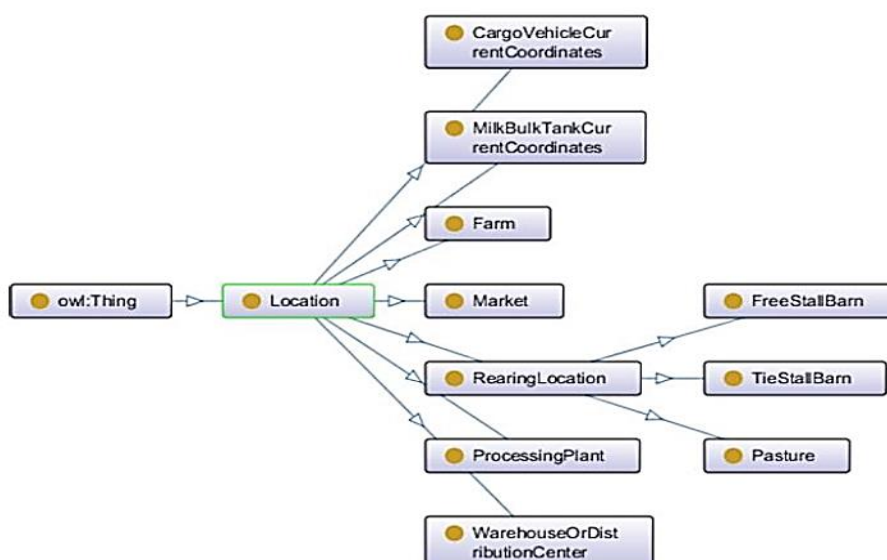 CargoVehicleCur
rentCoordinates
MilkBulkTankCur
rentCoordinates
Farm
owl:Thing
Location
Market
FreeStallBarn
RearingLocation
TieStallBarn
ProcessingPlant
Pasture
WarehouseOrDist
ributionCenter